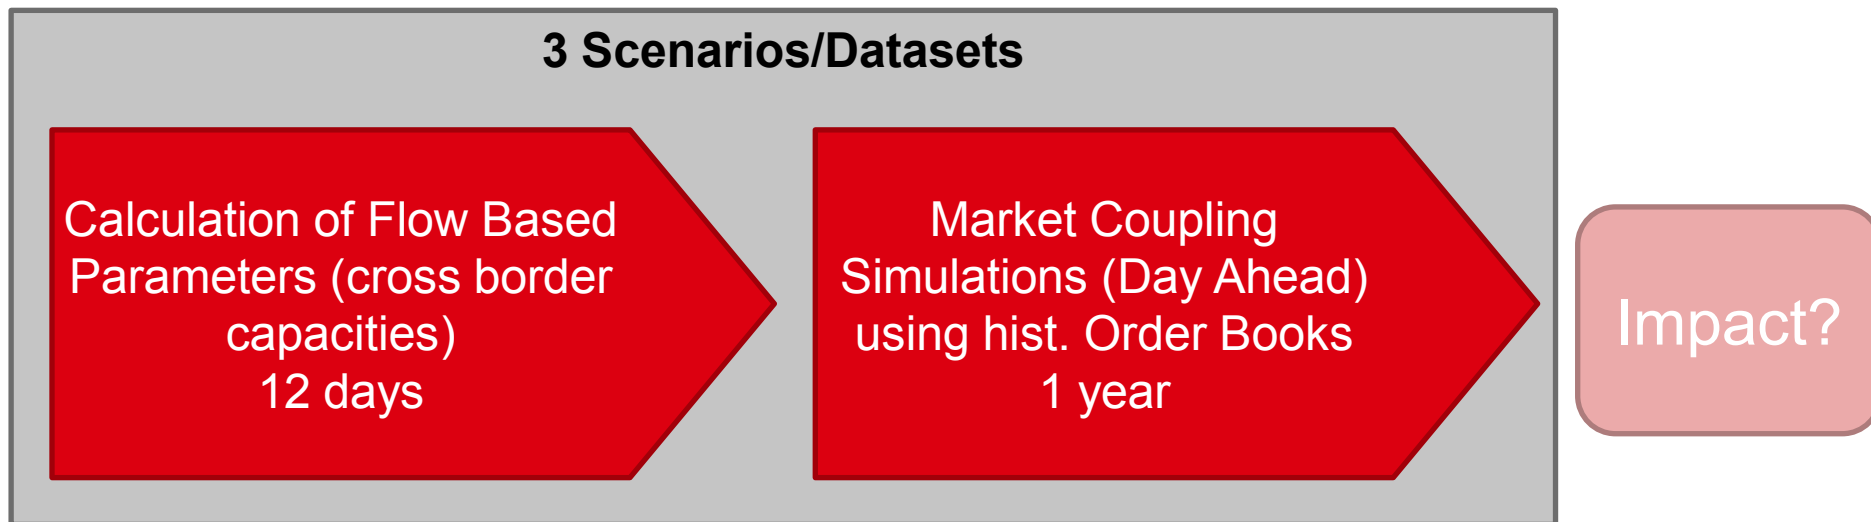 3 Scenarios/Datasets
Calculation of Flow Based
Parameters (cross border
capacities)
12 days
Market Coupling
Simulations (Day Ahead)
using hist. Order Books
1 year
Impact?